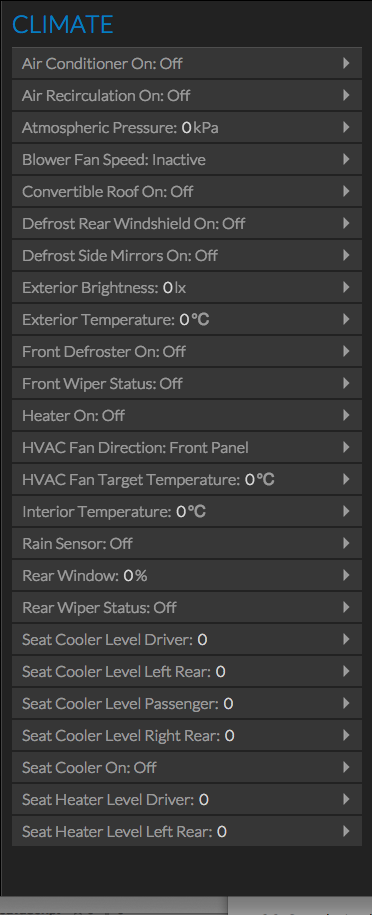 CLIMATE
Air Conditioner On: Off
Air Recirculation On: Off
Atmospheric Pressure: 0 kPa
Blower Fan Speed: Inactive
Convertible Roof On: Off
Defrost Rear Windshield On: Off
Defrost Side Mirrors On: Off
Exterior Brightness: 0 lx
Exterior Temperature: 0 °C
Front Defroster On: Off
Front Wiper Status: Off
Heater On: Off
HVAC Fan Direction: Front Panel
HVAC Fan Target Temperature: 0 °C
Interior Temperature: 0 °C
Rain Sensor: Off
Rear Window: 0 %
Rear Wiper Status: Off
Seat Cooler Level Driver: 0
Seat Cooler Level Left Rear: 0
Seat Cooler Level Passenger: 0
Seat Cooler Level Right Rear: 0
Seat Cooler On: Off
Seat Heater Level Driver: 0
Seat Heater Level Left Rear: 0